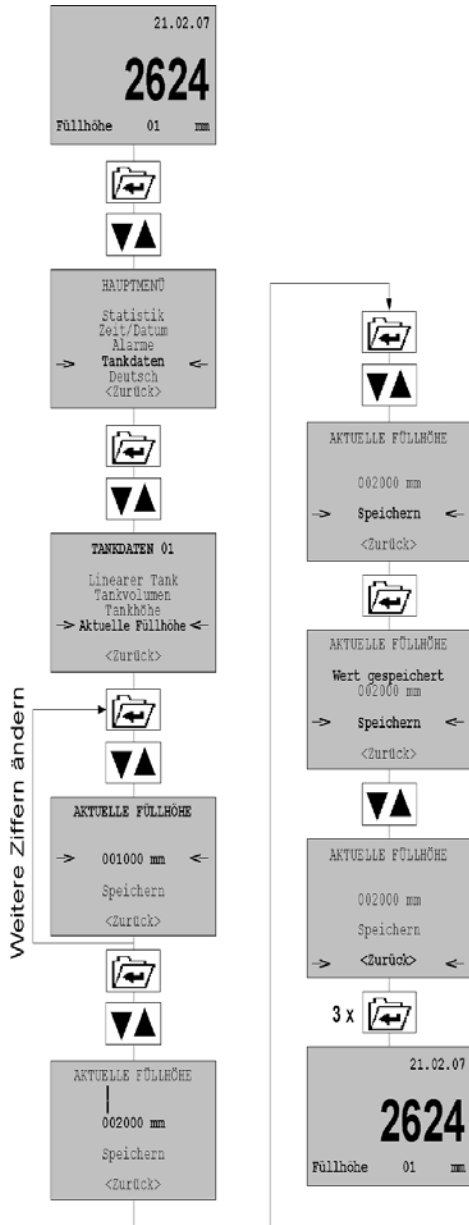 21.02.07
2624
Füllhöhe 01 mm
HAUPTMENÜ
Statistik
Zeit/Datum
Alarme
-> Tankdaten <-
Deutsch
<Zurück>
TANKDATEN 01
Linearer Tank
Tankvolumen
Tankhöhe
-> Aktuelle Füllhöhe <-
<Zurück>
Weitere Ziffern ändern
AKTUELLE FÜLLHÖHE
-> 001000 mm <-
Speichern
<Zurück>
AKTUELLE FÜLLHÖHE
002000 mm
Speichern
<Zurück>
AKTUELLE FÜLLHÖHE
002000 mm
-> Speichern <-
<Zurück>
AKTUELLE FÜLLHÖHE
Wert gespeichert
002000 mm
-> Speichern <-
<Zurück>
AKTUELLE FÜLLHÖHE
002000 mm
Speichern
-> <Zurück> <-
3 x
21.02.07
2624
Füllhöhe 01 mm